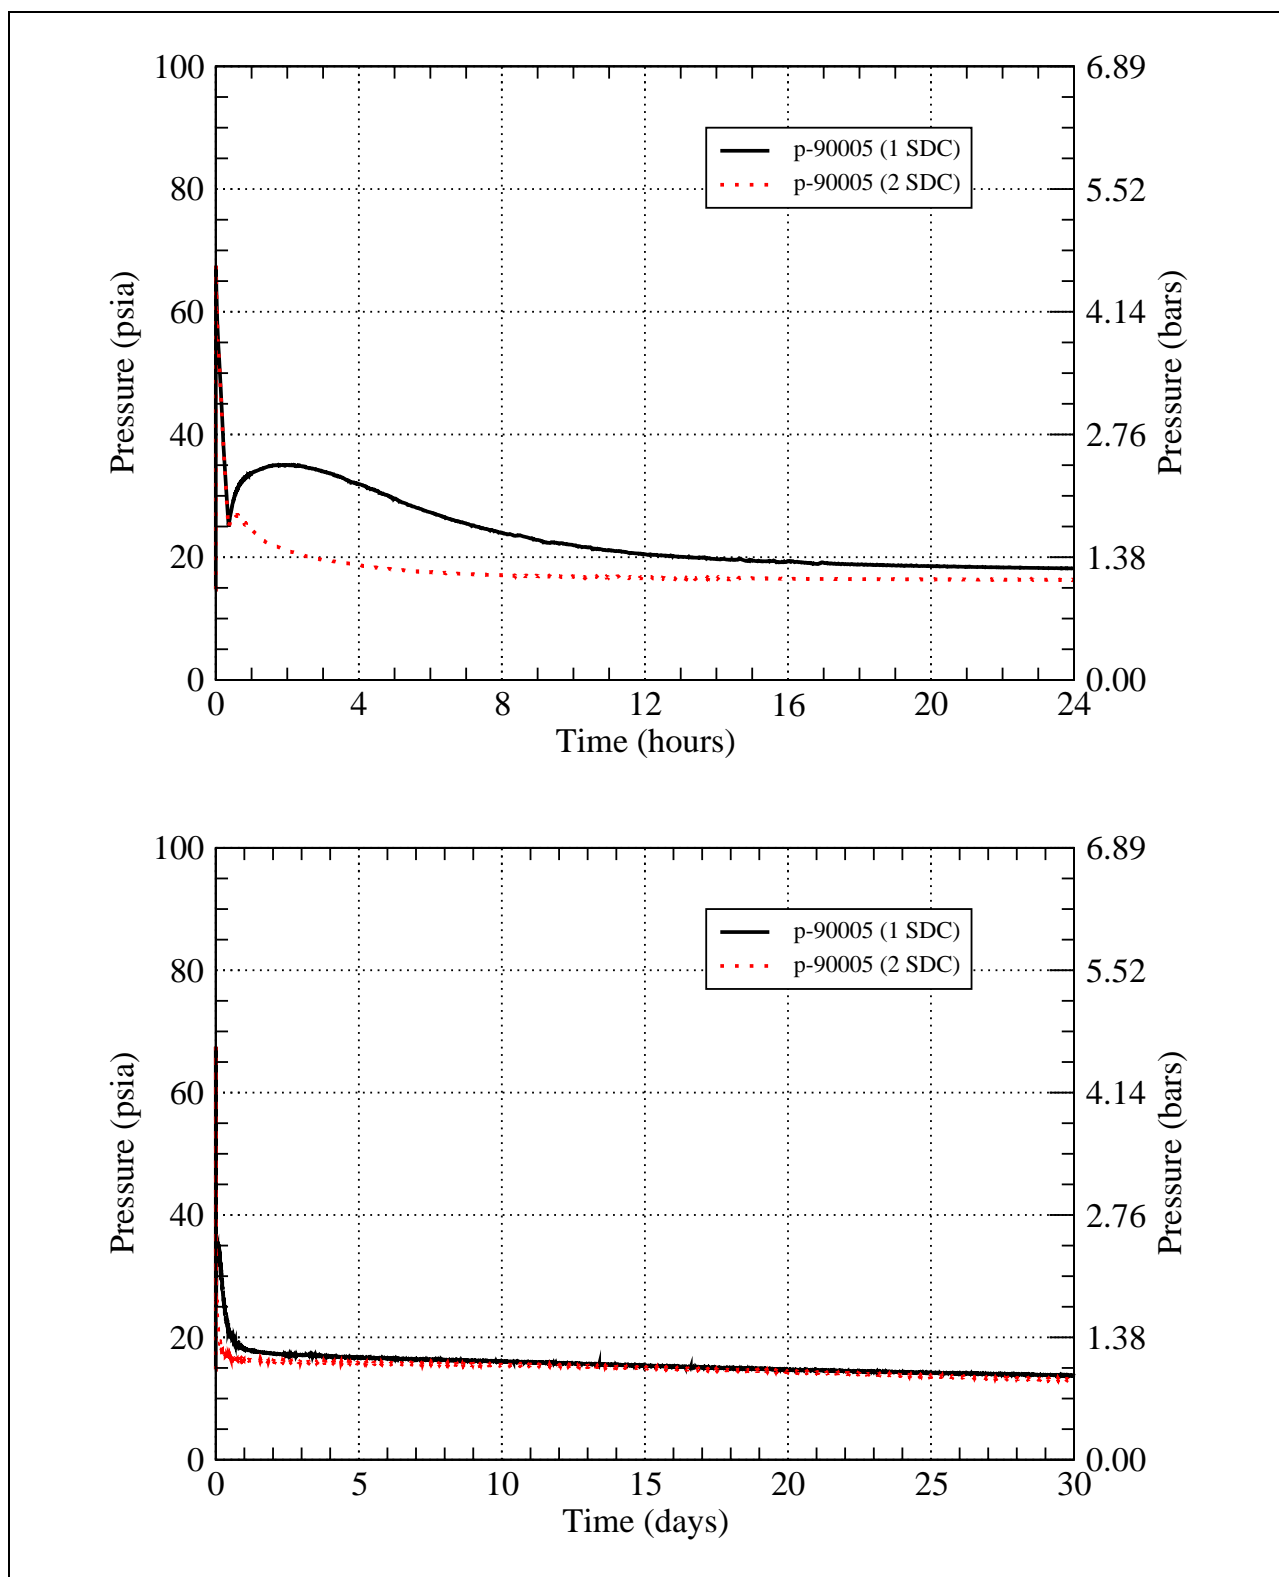 100
80
60
40
20
0
Pressure (psia)
6.89
5.52
4.14
2.76
1.38
0.00
Pressure (bars)
p-90005 (1 SDC)
p-90005 (2 SDC)
0 4 8 12 16 20 24
Time (hours)
100
80
60
40
20
0
Pressure (psia)
6.89
5.52
4.14
2.76
1.38
0.00
Pressure (bars)
p-90005 (1 SDC)
p-90005 (2 SDC)
0 5 10 15 20 25 30
Time (days)